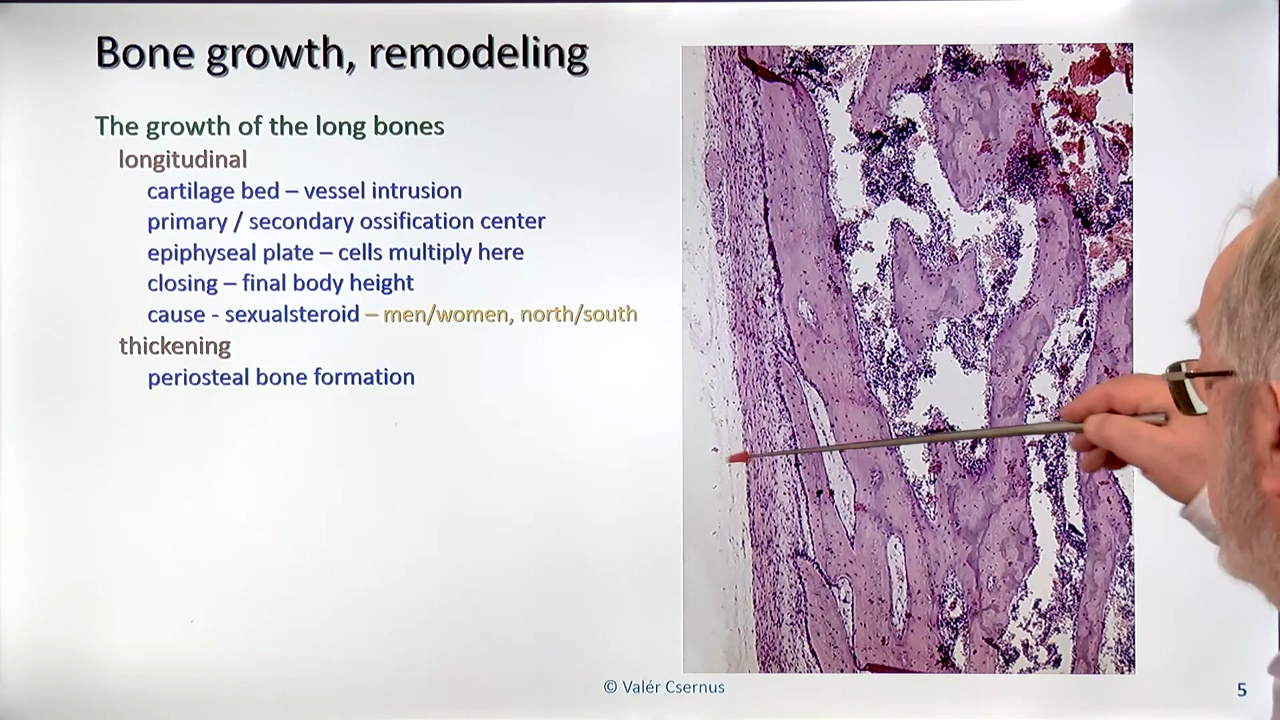 Bone growth, remodeling
The growth of the long bones
longitudinal
cartilage bed – vessel intrusion
primary / secondary ossification center
epiphyseal plate – cells multiply here
closing – final body height
cause - sexualsteroid – men/women, north/south
thickening
periosteal bone formation
© Valér Csernus
5